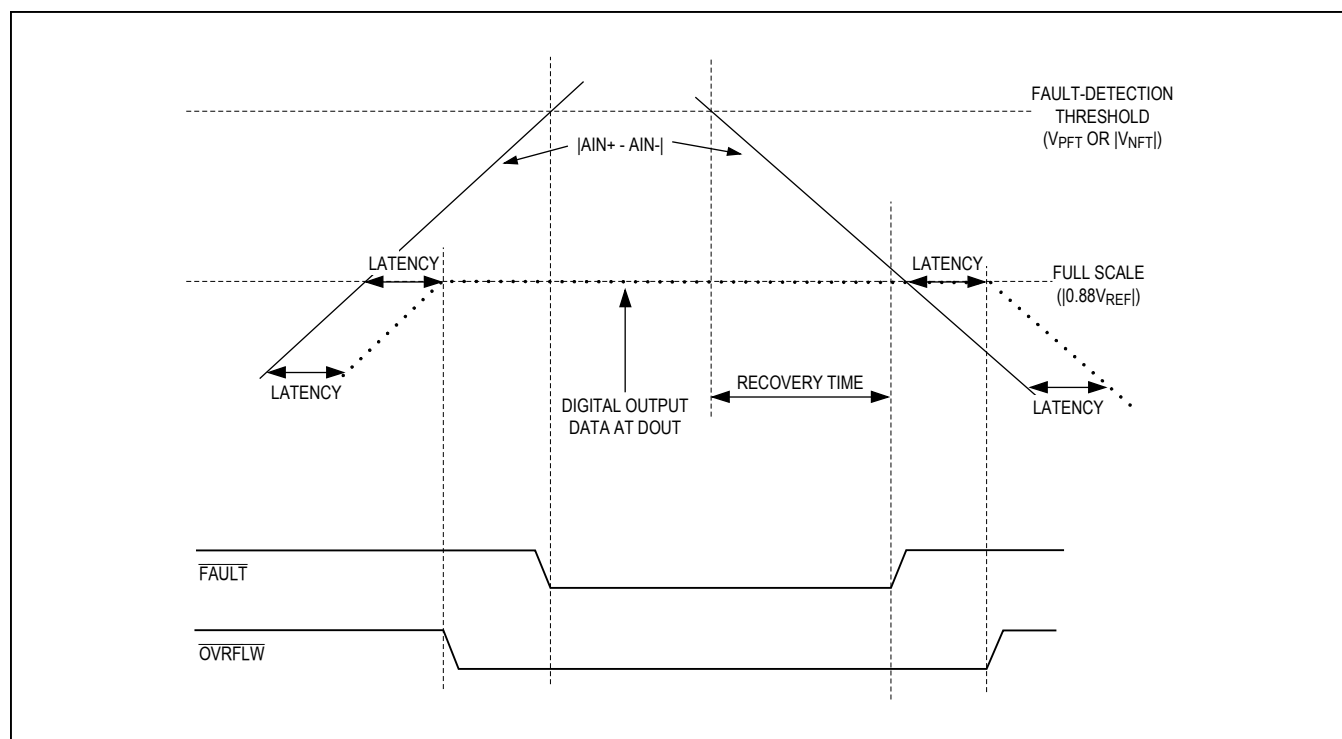 FAULT-DETECTION
THRESHOLD
(VPFT OR |VNFT|)
|AIN+ - AIN-|
LATENCY
LATENCY
FULL SCALE
(|0.88VREF|)
LATENCY
RECOVERY TIME
LATENCY
DIGITAL OUTPUT
DATA AT DOUT
FAULT
OVRFLW